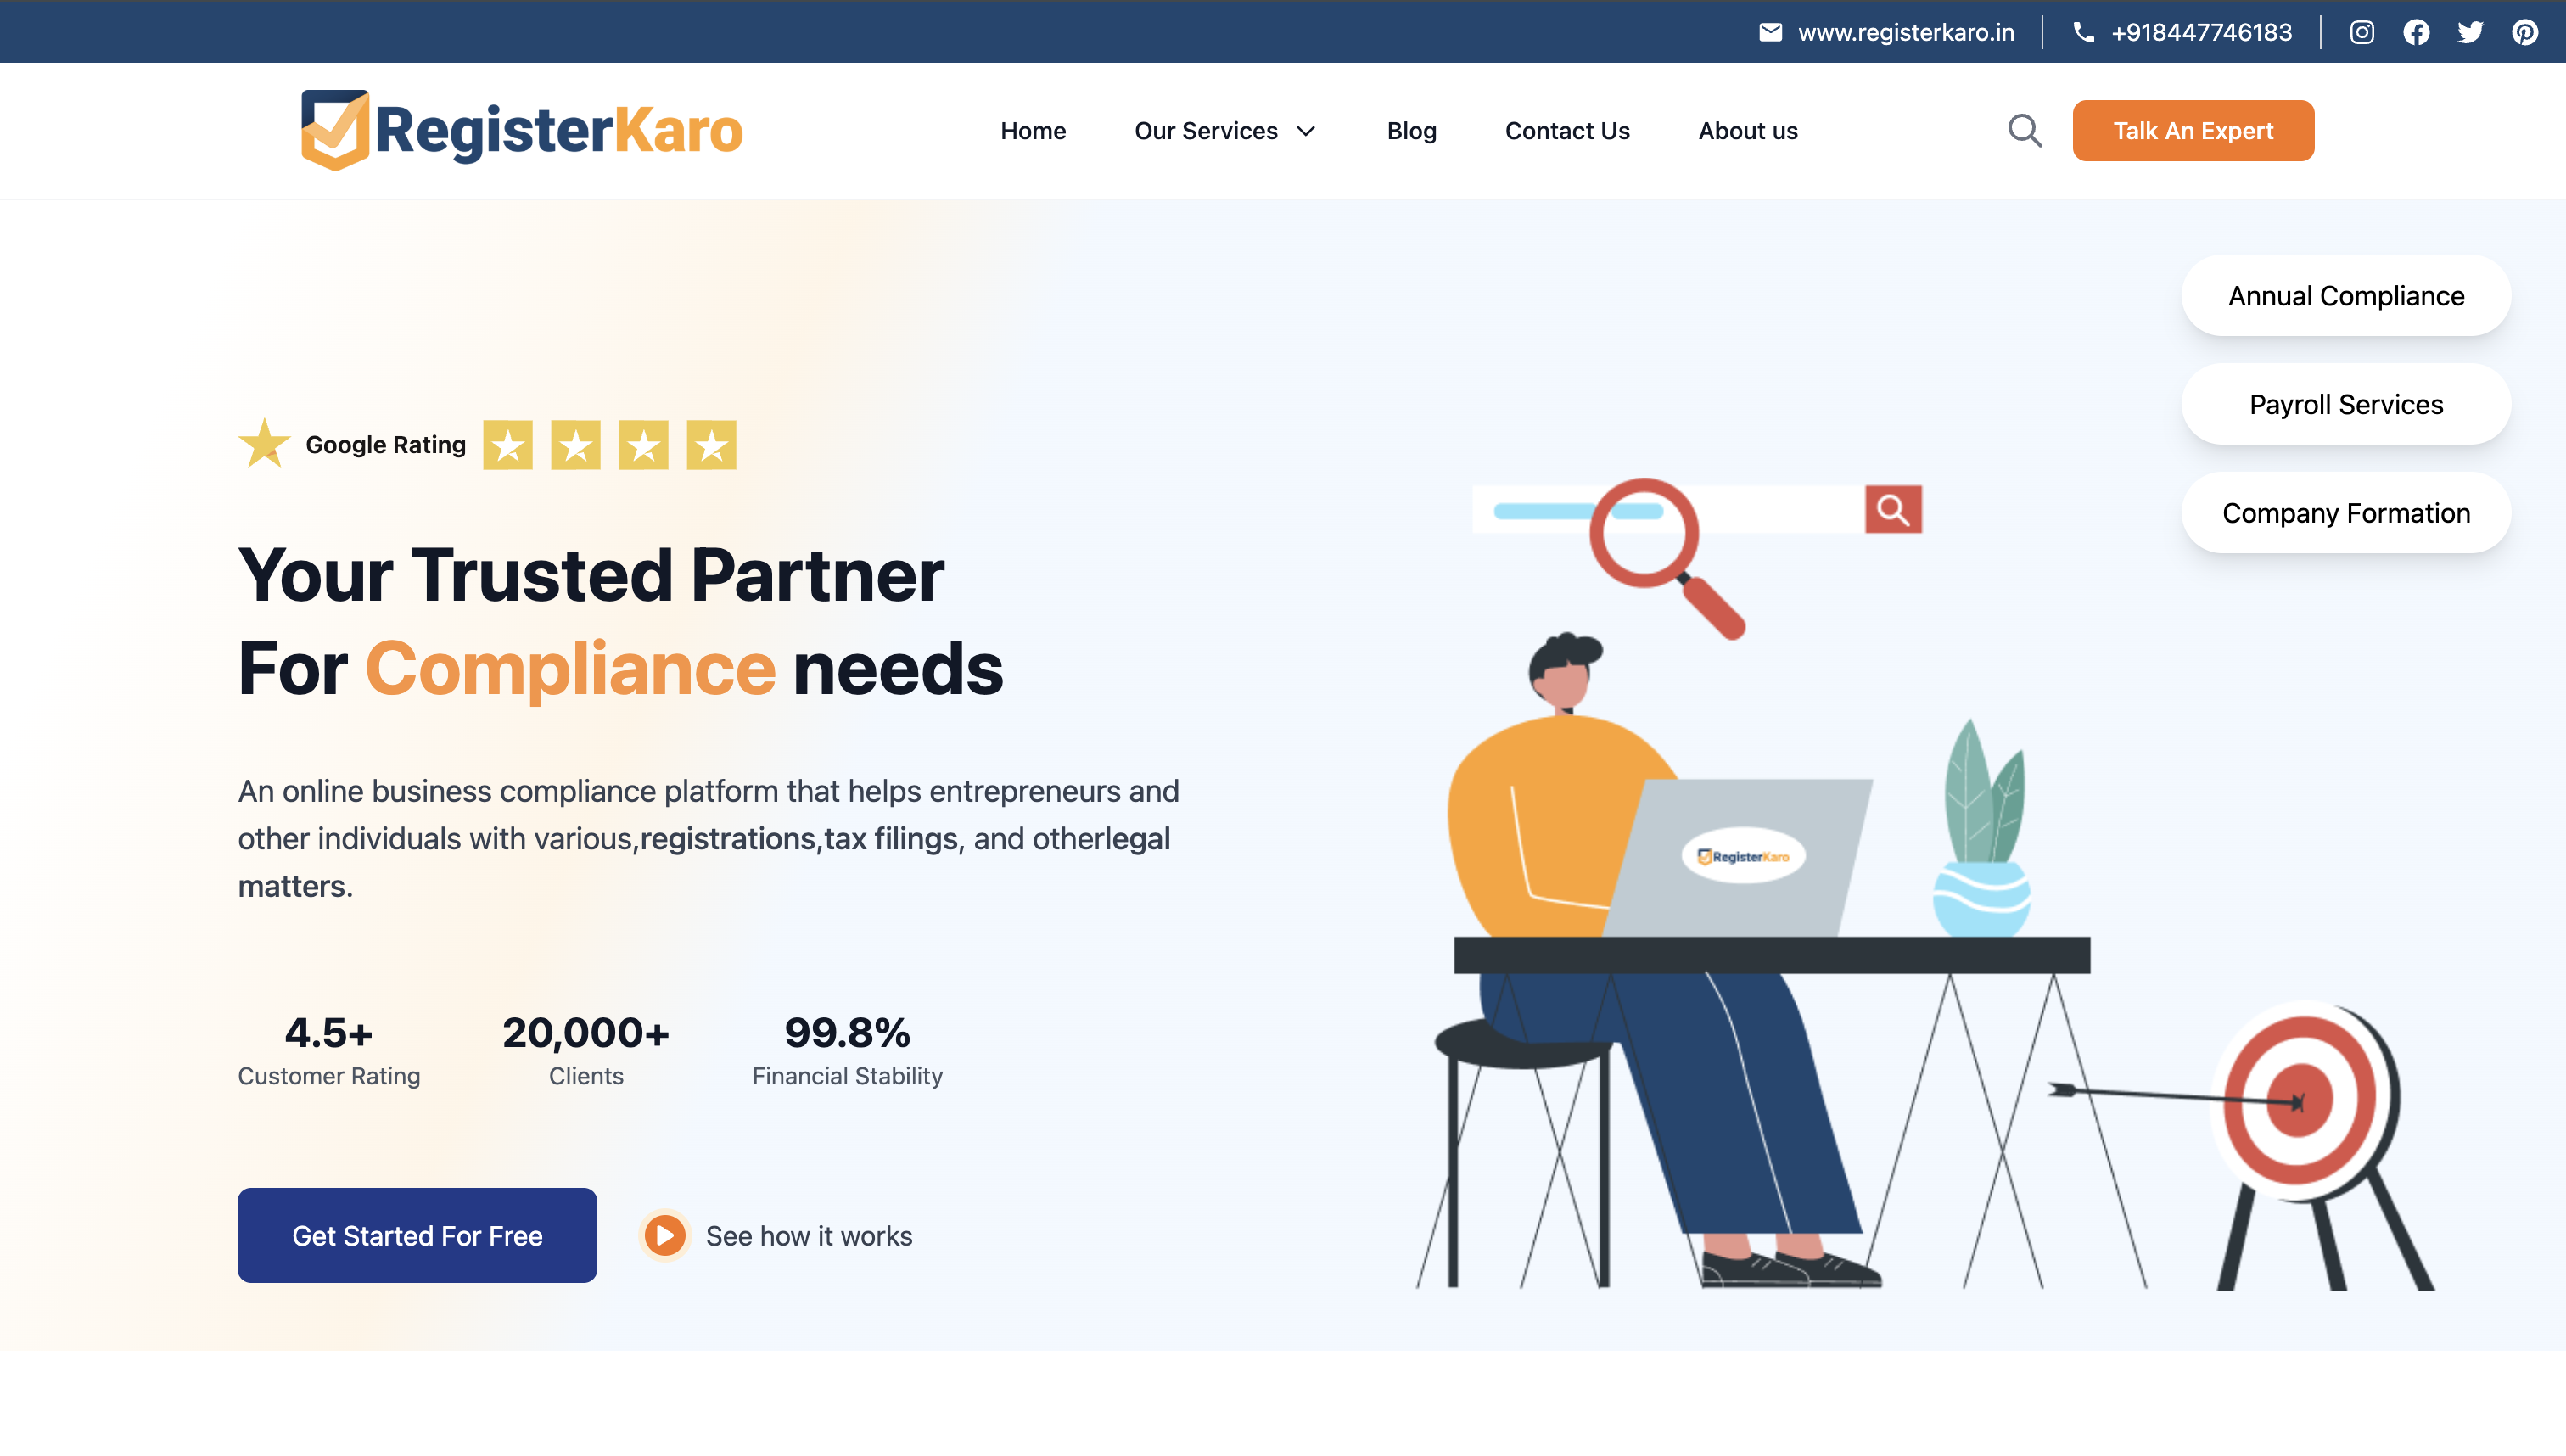 www.registerkaro.in
+918447746183
RegisterKaro
Home
Our Services
Blog
Contact Us
About us
Talk An Expert
Annual Compliance
Payroll Services
Company Formation
Google Rating
Your Trusted Partner
For Compliance needs
An online business compliance platform that helps entrepreneurs and
other individuals with various,registrations,tax filings, and otherlegal
matters.
4.5+
Customer Rating
20,000+
Clients
99.8%
Financial Stability
Get Started For Free
See how it works
RegisterKaro